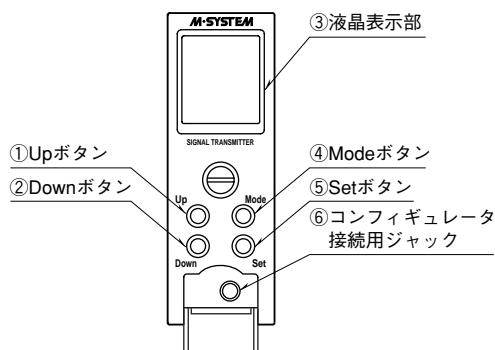 M·SYSTEM
③液晶表示部
SIGNAL TRANSMITTER
①Upボタン
④Modeボタン
②Downボタン
⑤Setボタン
Up
Mode
⑥コンフィギュレータ
接続用ジャック
Down
Set